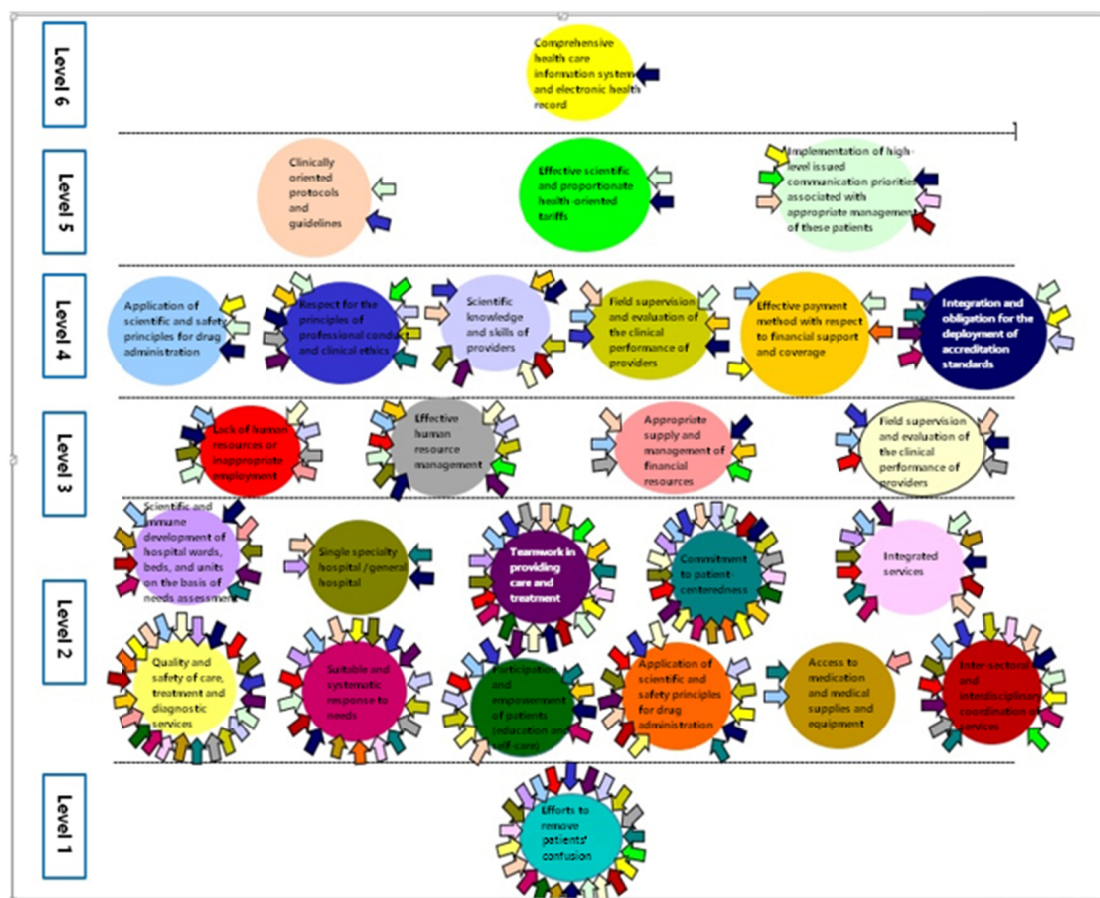 Level 6
Comprehensive
health care
information system
and electronic health
record
Level 5
Clinically
oriented
protocols
and
guidelines
Effective scientific
and proportionate
health-oriented
tariffs
Implementation of high-
level issued
communication priorities
associated with
appropriate management
of these patients
Level 4
Application of
scientific and safety
principles for drug
administration
Respect for the
principles of
professional conduct
and clinical ethics
Scientific
knowledge
and skills of
providers
Field supervision
and evaluation of
the clinical
performance of
providers
Effective payment
method with respect
to financial support
and coverage
Integration and
obligation for the
deployment of
accreditation
standards
Level 3
Lack of human
resources or
inappropriate
employment
Effective
human
resource
management
Appropriate
supply and
management of
financial
resources
Field supervision
and evaluation of
the clinical
performance of
providers
Level 2
Scientific and
immune
development of
hospital wards,
beds, and units
on the basis of
needs assessment
Single specialty
hospital /general
hospital
Teamwork in
providing
care and
treatment
Commitment
to patient-
centeredness
Integrated
services
Quality and
safety of care,
treatment and
diagnostic
services
Suitable and
systematic
response to
needs
Participation
and
empowerment
of patients
(education and
self-care)
Application of
scientific and
safety principles
for drug
administration
Access to
medication and
medical
supplies and
equipment
Inter-sectoral
and
interdisciplinary
coordination of
services
Level 1
Efforts to
remove
patients'
confusion